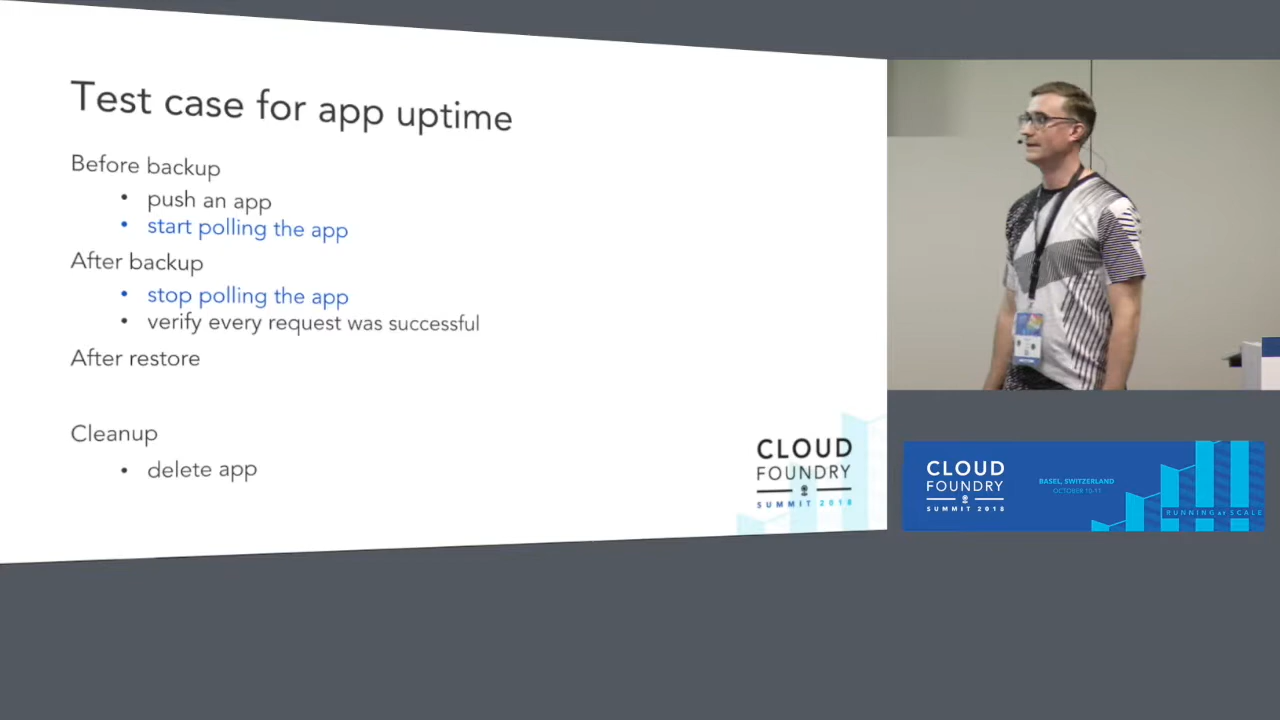 Test case for app uptime
Before backup
• push an app
• start polling the app
After backup
• stop polling the app
• verify every request was successful
After restore
Cleanup
• delete app
CLOUD
FOUNDRY
SUMMIT 2018
CLOUD
FOUNDRY
SUMMIT 2018
BASEL, SWITZERLAND
OCTOBER 10-11
RUNNING AT SCALE